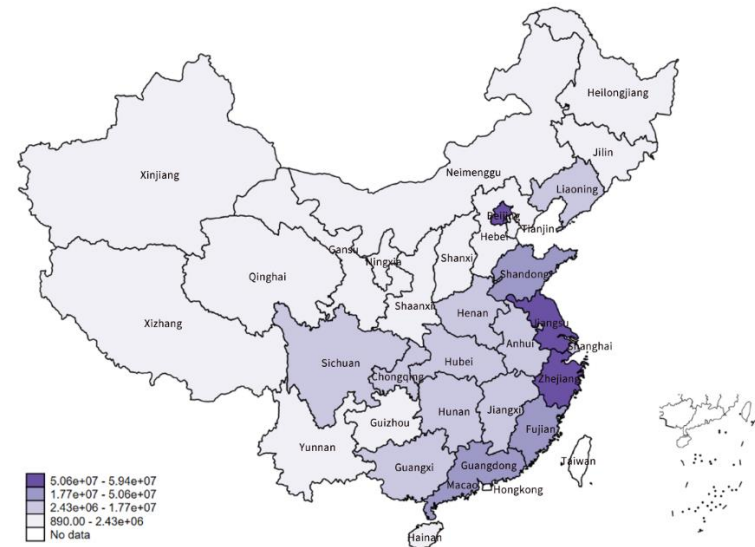 Heilongjiang
Jilin
Xinjiang
Neimenggu
Liaoning
Beijing
Tianjin
Hebei
Gansu
Ningxia
Shanxi
Qinghai
Shandong
Shaanxi
Xizhang
Henan
Jiangsu
Anhui
Shanghai
Sichuan
Hubei
Chongqing
Zhejiang
Hunan
Jiangxi
Guizhou
Fujian
Yunnan
Guangxi
Guangdong
Taiwan
Macao
Hongkong
Hainan
5.06e+07 - 5.94e+07
1.77e+07 - 5.06e+07
2.43e+06 - 1.77e+07
890.00 - 2.43e+06
No data